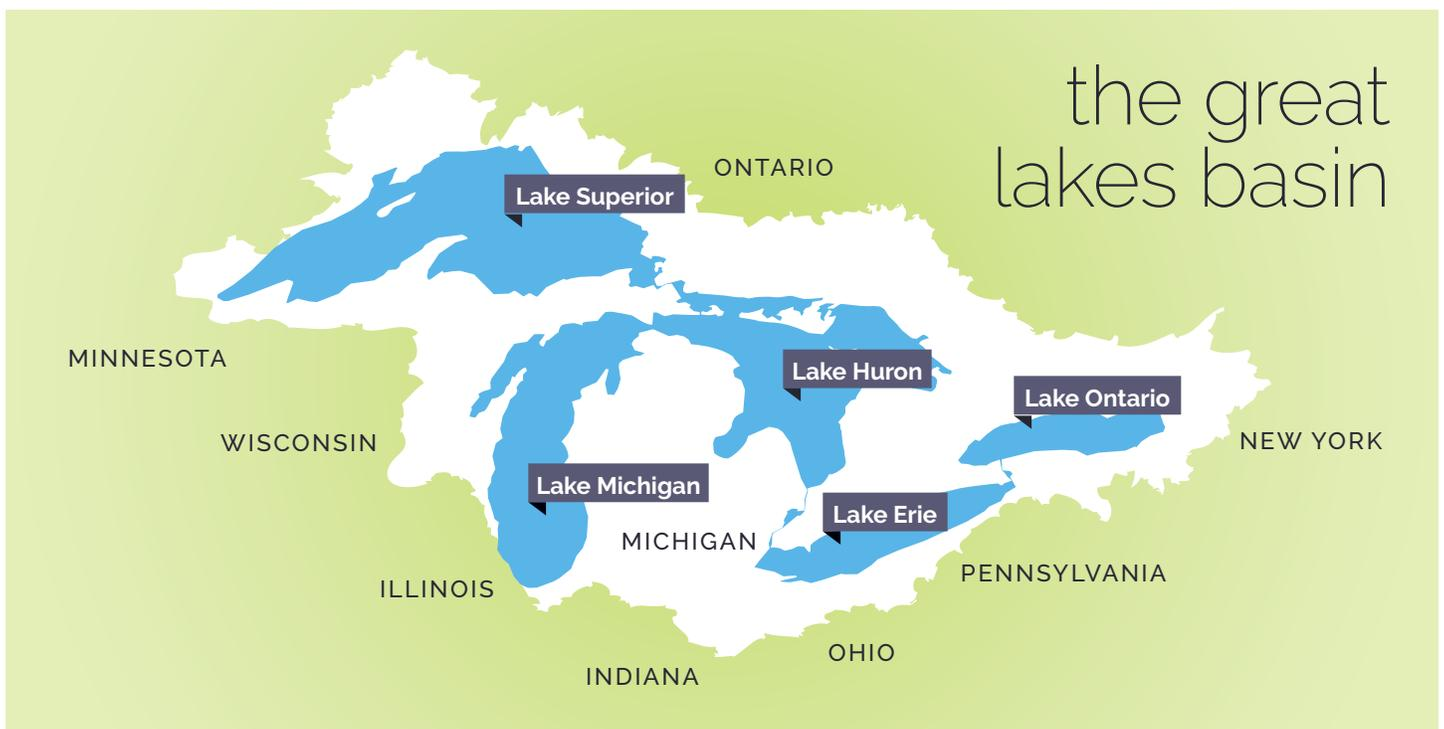 the great
lakes basin
ONTARIO
Lake Superior
MINNESOTA
Lake Huron
Lake Ontario
WISCONSIN
NEW YORK
Lake Michigan
Lake Erie
MICHIGAN
PENNSYLVANIA
ILLINOIS
OHIO
INDIANA